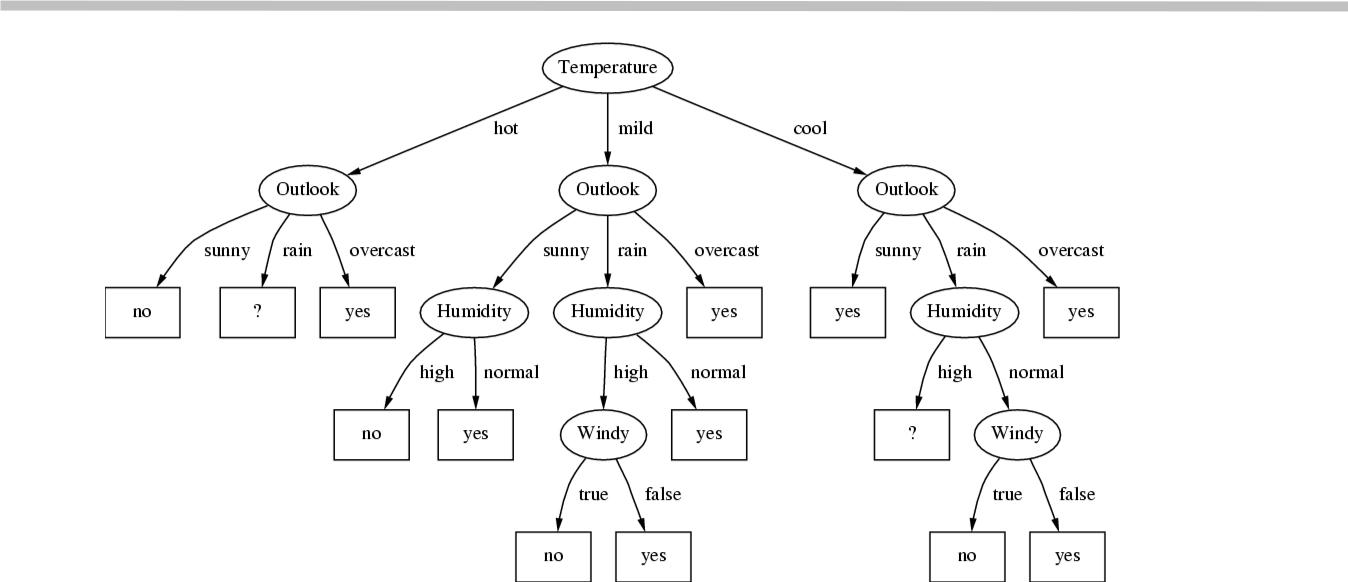 Temperature
hot mild cool
Outlook Outlook Outlook
sunny rain overcast sunny rain overcast sunny rain overcast
no ? yes Humidity Humidity yes yes Humidity yes
high normal high normal high normal
no yes Windy yes ? Windy
true false true false
no yes no yes